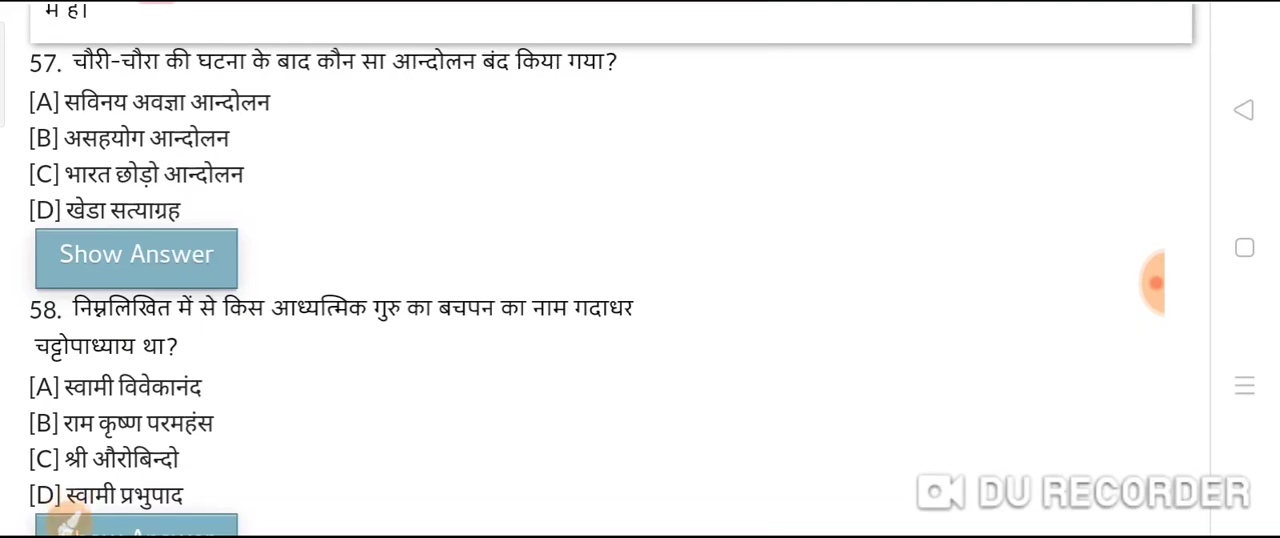 म है।
57. चौरी-चौरा की घटना के बाद कौन सा आन्दोलन बंद किया गया?
[A] सविनय अवज्ञा आन्दोलन
[B] असहयोग आन्दोलन
[C] भारत छोड़ो आन्दोलन
[D] खेडा सत्याग्रह
Show Answer
58. निम्नलिखित में से किस आध्यत्मिक गुरु का बचपन का नाम गदाधर
चट्टोपाध्याय था?
[A] स्वामी विवेकानंद
[B] राम कृष्ण परमहंस
[C] श्री औरोबिन्दो
[D] स्वामी प्रभुपाद
DU RECORDER